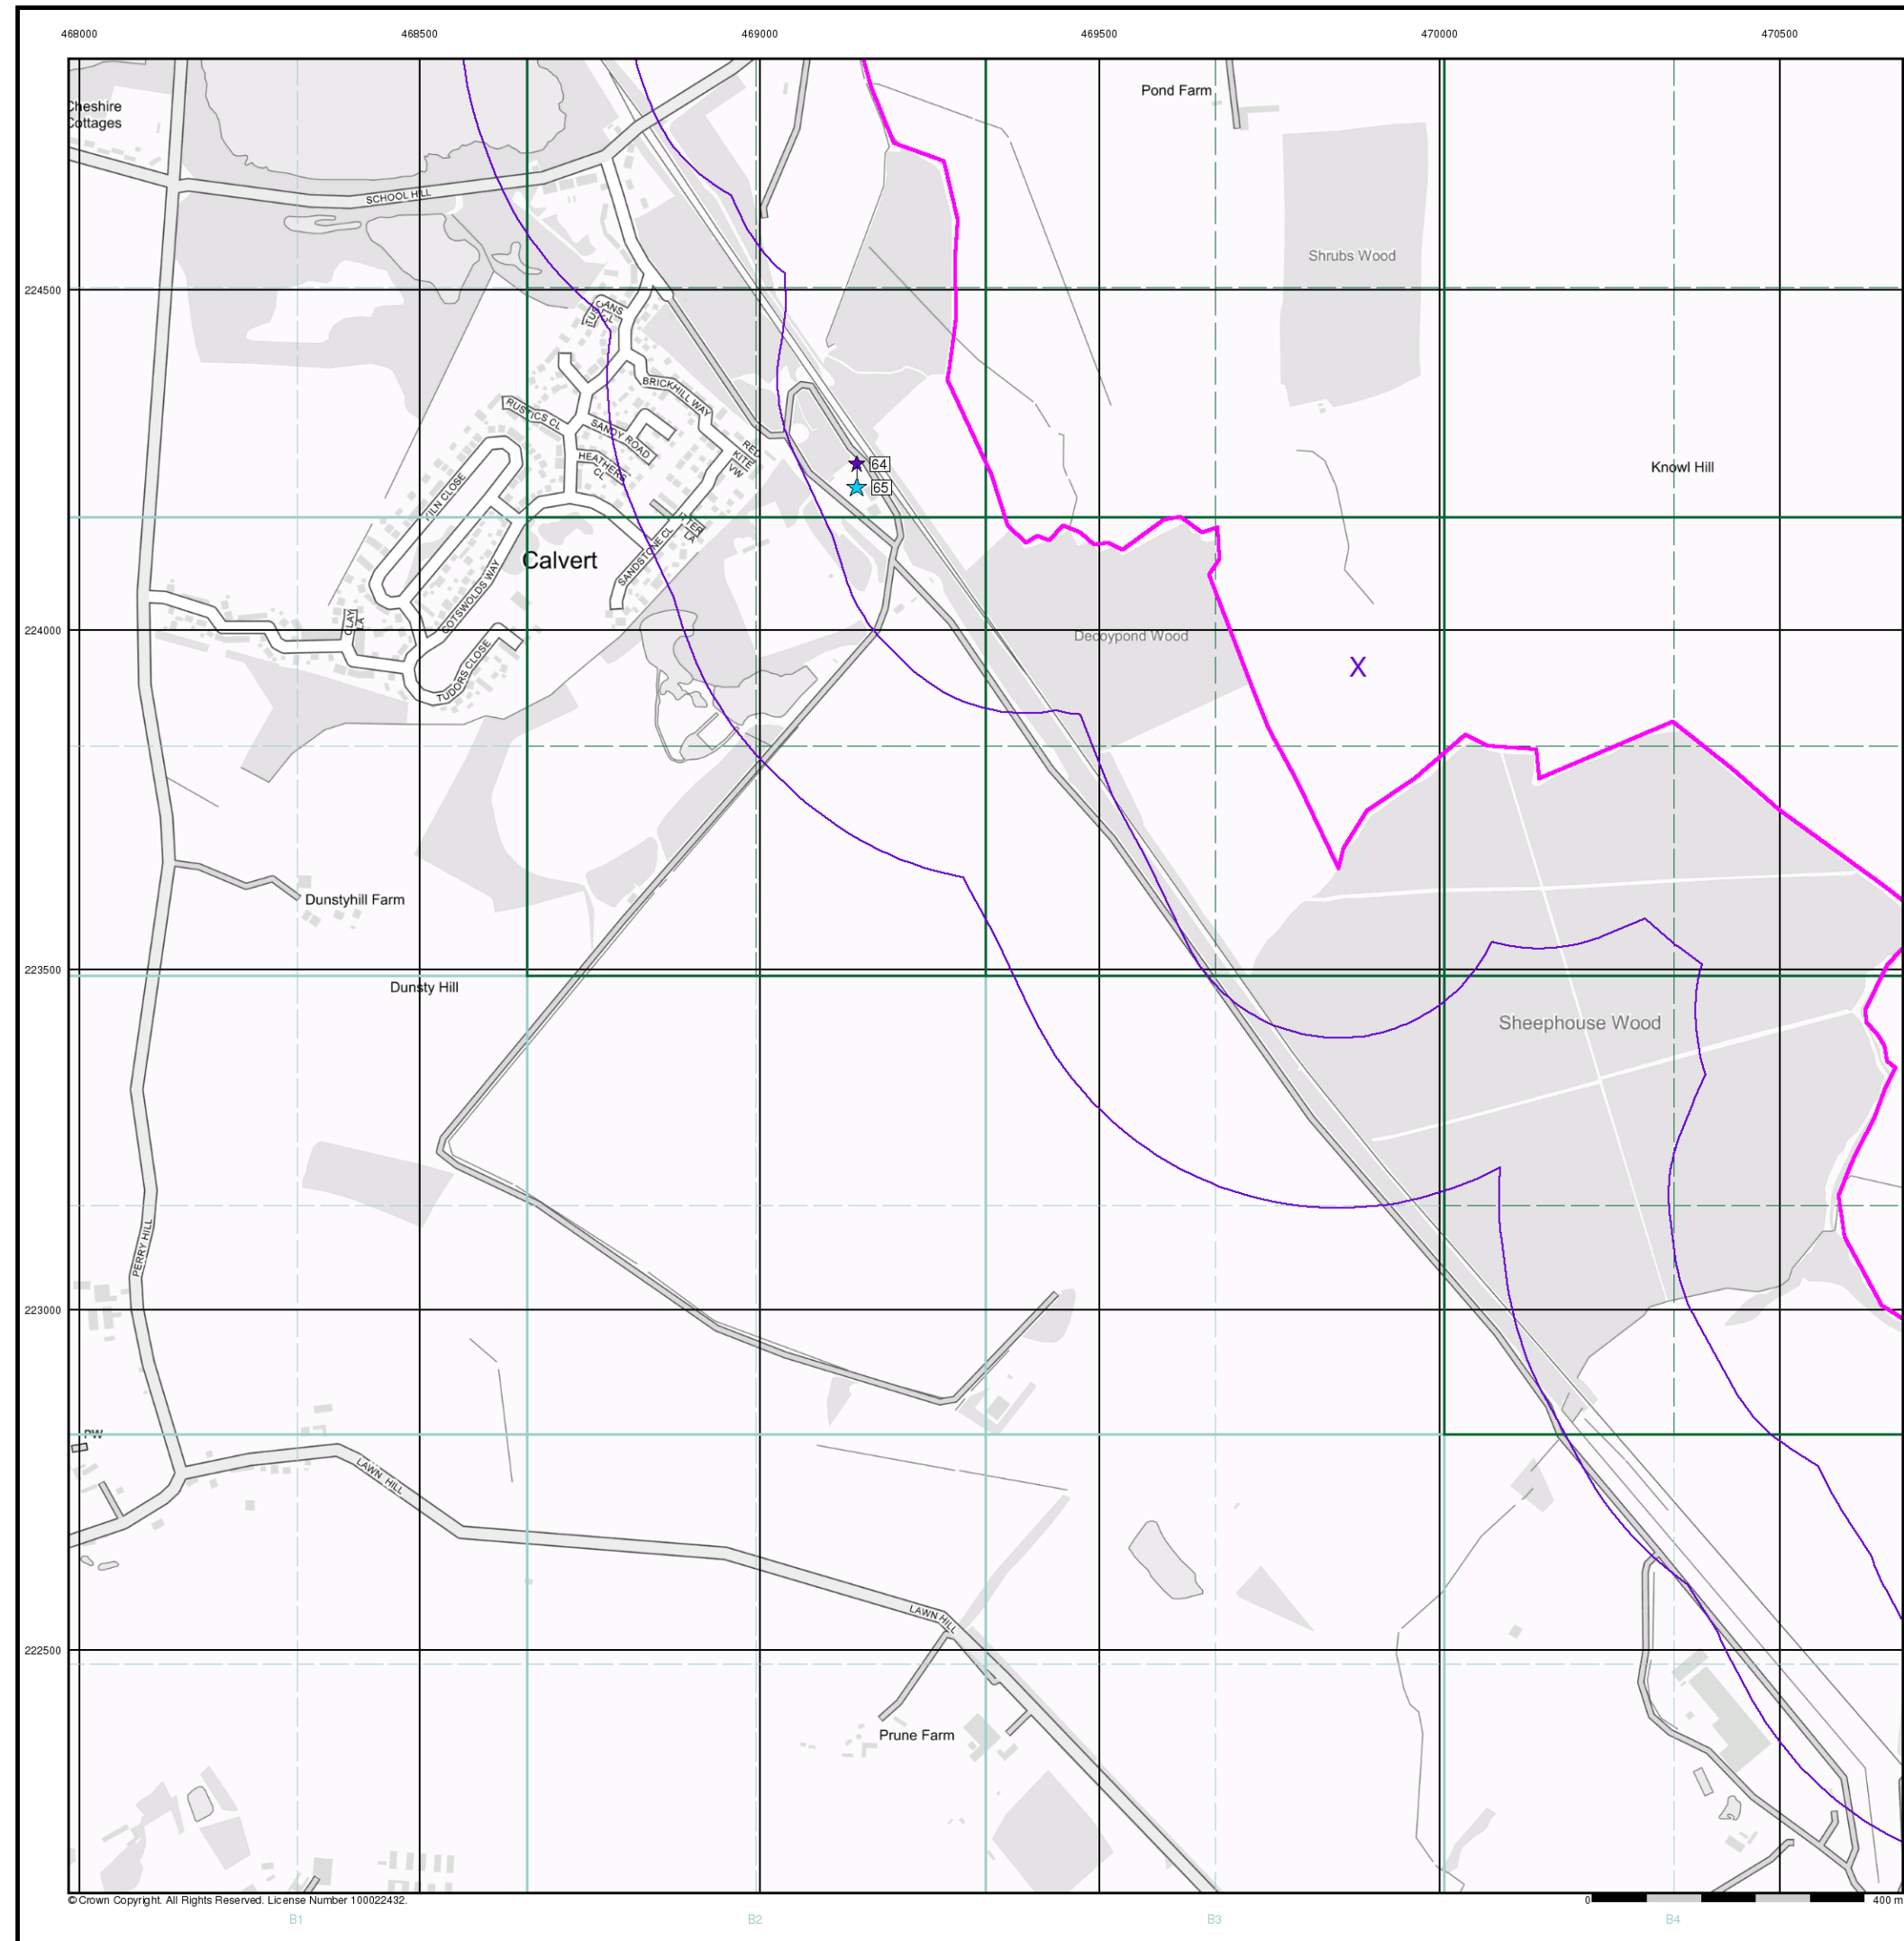 468000 468500 469000 469500 470000 470500
Pond Farm
Cheshire
Cottages
SCHOOL HILL
Shrubs Wood
224500
TUSCANS
CL
BRICKHILL WAY
RUSTICS CL
SANDY ROAD
RED
KITE
VW
HEATHERS
CL
64
65
Knowl Hill
KILN CLOSE
Calvert
SANDSTONE CL
COTSWOLDS WAY
CLAY
LA
224000
Decoypond Wood
TUDORS CLOSE
X
Dunstyhill Farm
223500
Dunsty Hill
Sheephouse Wood
PERRY HILL
223000
PW
LAWN HILL
LAWN HILL
222500
Prune Farm
© Crown Copyright. All Rights Reserved. License Number 100022432.
0 400 m
B1 B2 B3 B4